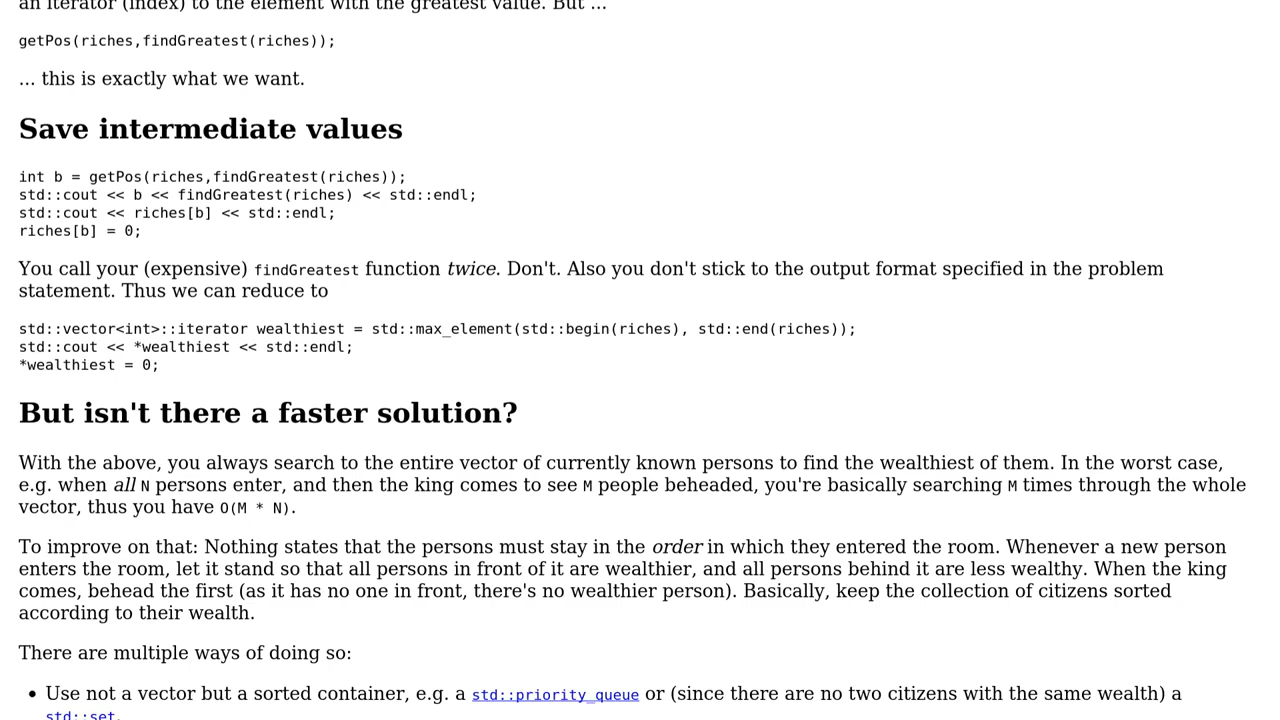 an iterator (index) to the element with the greatest value. But ...
getPos(riches,findGreatest(riches));
... this is exactly what we want.
Save intermediate values
int b = getPos(riches,findGreatest(riches));
std::cout << b << findGreatest(riches) << std::endl;
std::cout << riches[b] << std::endl;
riches[b] = 0;
You call your (expensive) findGreatest function twice. Don't. Also you don't stick to the output format specified in the problem
statement. Thus we can reduce to
std::vector<int>::iterator wealthiest = std::max_element(std::begin(riches), std::end(riches));
std::cout << *wealthiest << std::endl;
*wealthiest = 0;
But isn't there a faster solution?
With the above, you always search to the entire vector of currently known persons to find the wealthiest of them. In the worst case,
e.g. when all N persons enter, and then the king comes to see M people beheaded, you're basically searching M times through the whole
vector, thus you have O(M * N).
To improve on that: Nothing states that the persons must stay in the order in which they entered the room. Whenever a new person
enters the room, let it stand so that all persons in front of it are wealthier, and all persons behind it are less wealthy. When the king
comes, behead the first (as it has no one in front, there's no wealthier person). Basically, keep the collection of citizens sorted
according to their wealth.
There are multiple ways of doing so:
• Use not a vector but a sorted container, e.g. a std::priority_queue or (since there are no two citizens with the same wealth) a
std::set.